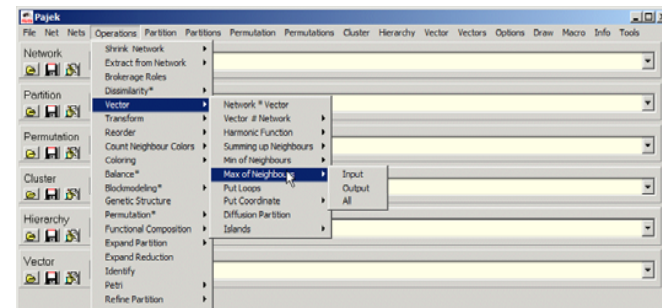 Pajek
File Net Nets Operations Partition Partitions Permutation Permutations Cluster Hierarchy Vector Vectors Options Draw Macro Info Tools
Network
Partition
Permutation
Cluster
Hierarchy
Vector
Shrink Network
Extract from Network
Brokerage Roles
Dissimilarity*
Vector
Transform
Reorder
Count Neighbour Colors
Coloring
Balance*
Blockmodeling*
Genetic Structure
Permutation*
Functional Composition
Expand Partition
Expand Reduction
Identify
Petri
Refine Partition
Network * Vector
Vector # Network
Harmonic Function
Summing up Neighbours
Min of Neighbours
Max of Neighbours
Put Loops
Put Coordinate
Diffusion Partition
Islands
Input
Output
All